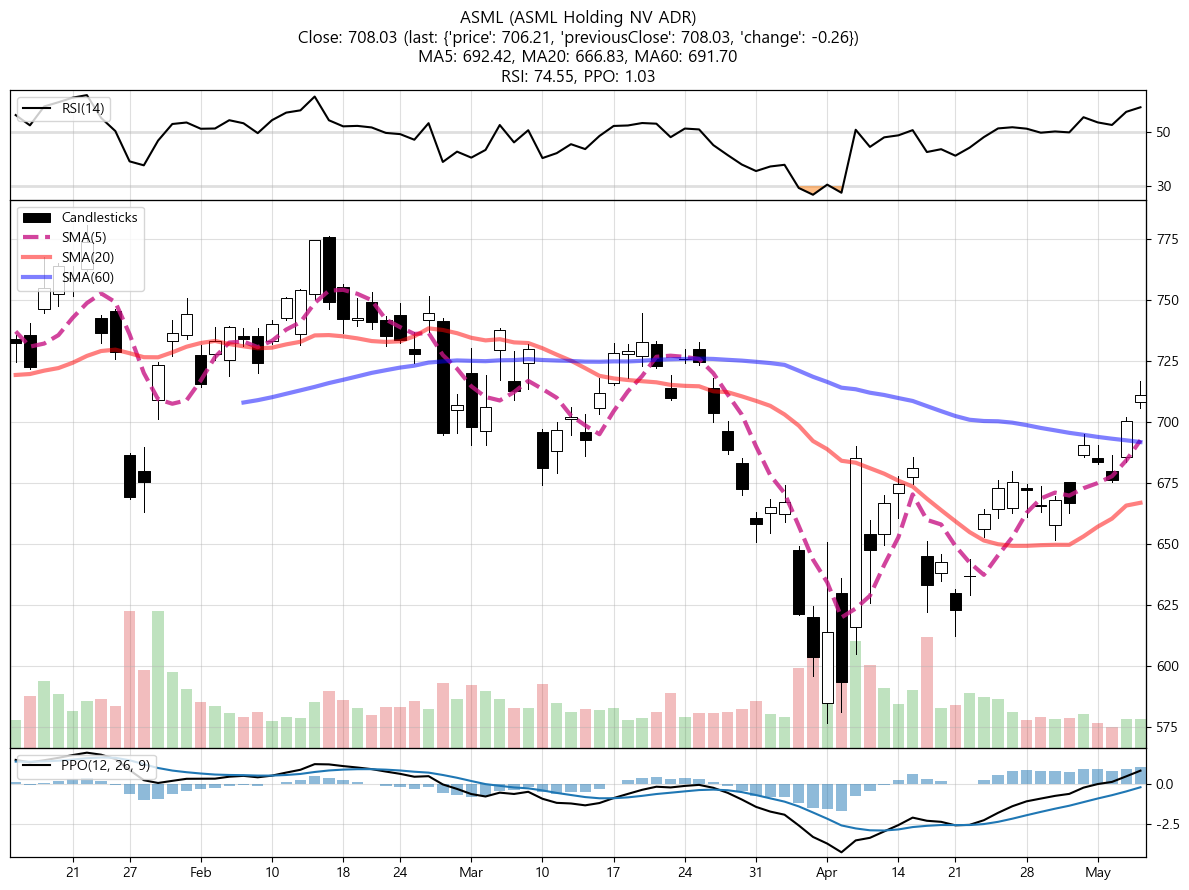 ASML (ASML Holding NV ADR)
Close: 708.03 (last: {'price': 706.21, 'previousClose': 708.03, 'change': -0.26})
MA5: 692.42, MA20: 666.83, MA60: 691.70
RSI: 74.55, PPO: 1.03
RSI(14)
50
30
Candlesticks
SMA(5)
SMA(20)
SMA(60)
775
750
725
700
675
650
625
600
575
PPO(12, 26, 9)
0.0
−2.5
21 27 Feb 10 18 24 Mar 10 17 24 31 Apr 14 21 28 May